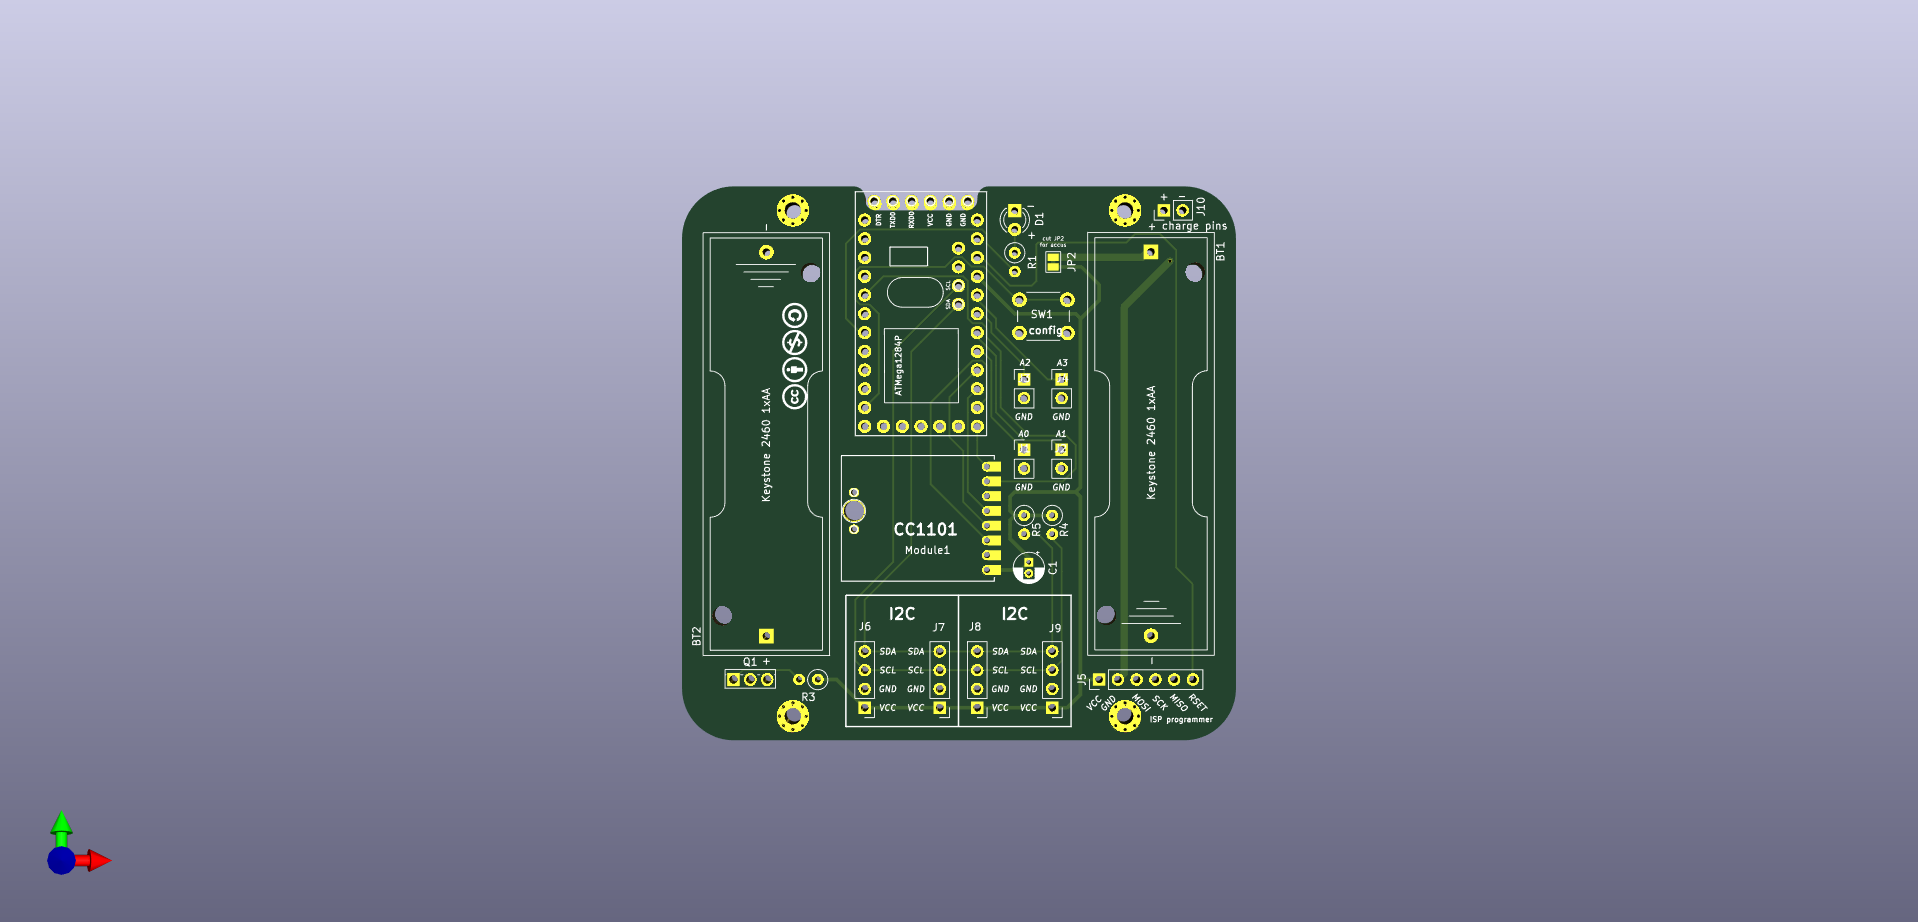 + −
J10
+ charge pins
BT1
DTR
TXDO
RXDO
VCC
GND
GND
−
D1
+
cut JP2
for accus
R1
JP2
SCL
SDA
SW1
config
ATMega1284P
−
cc
Keystone 2460 1xAA
Keystone 2460 1xAA
A2 A3
GND GND
A0 A1
GND GND
CC1101
Module1
R5
R4
+
C1
I2C I2C
J6 J7 J8 J9
SDA SDA SDA SDA
SCL SCL SCL SCL
GND GND GND GND
VCC VCC VCC VCC
BT2
Q1 +
R3
−
J5
VCC
GND
MOSI
SCK
MISO
RSET
ISP programmer